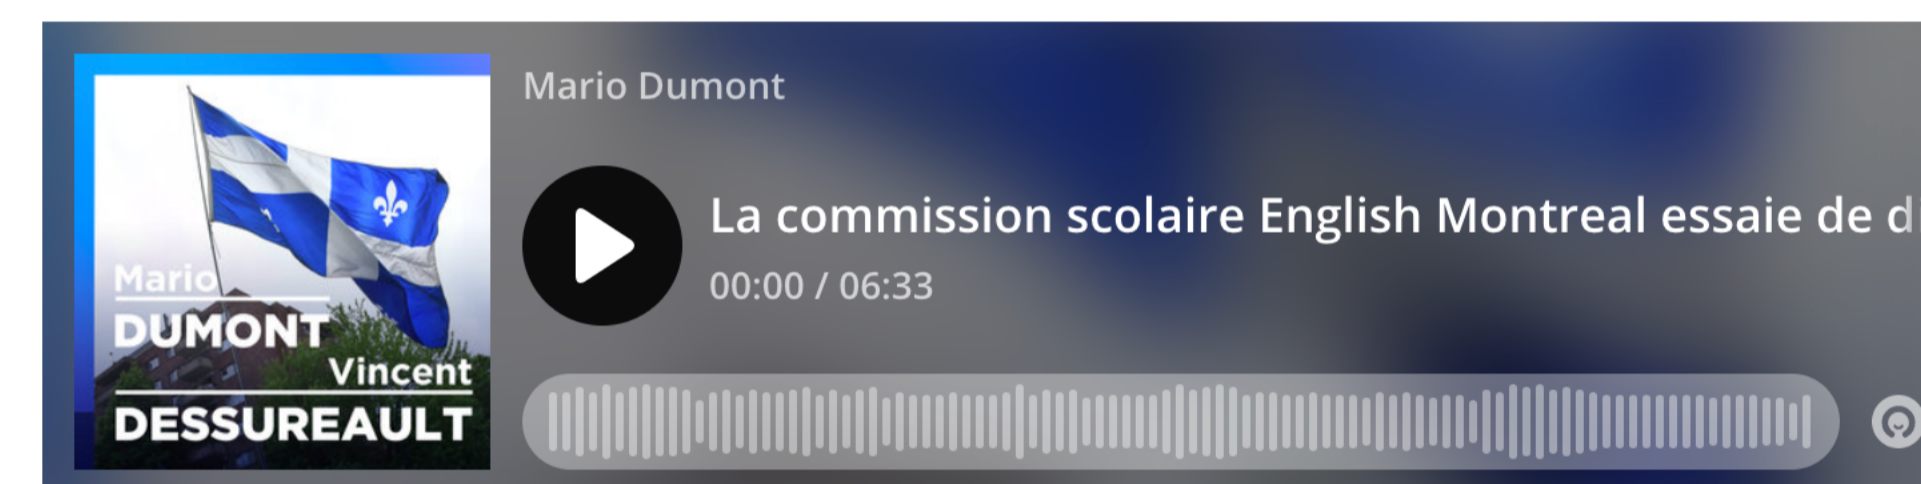 Mario
DUMONT
Vincent
DESSUREAULT
Mario Dumont
La commission scolaire English Montreal essaie de
00:00 / 06:33